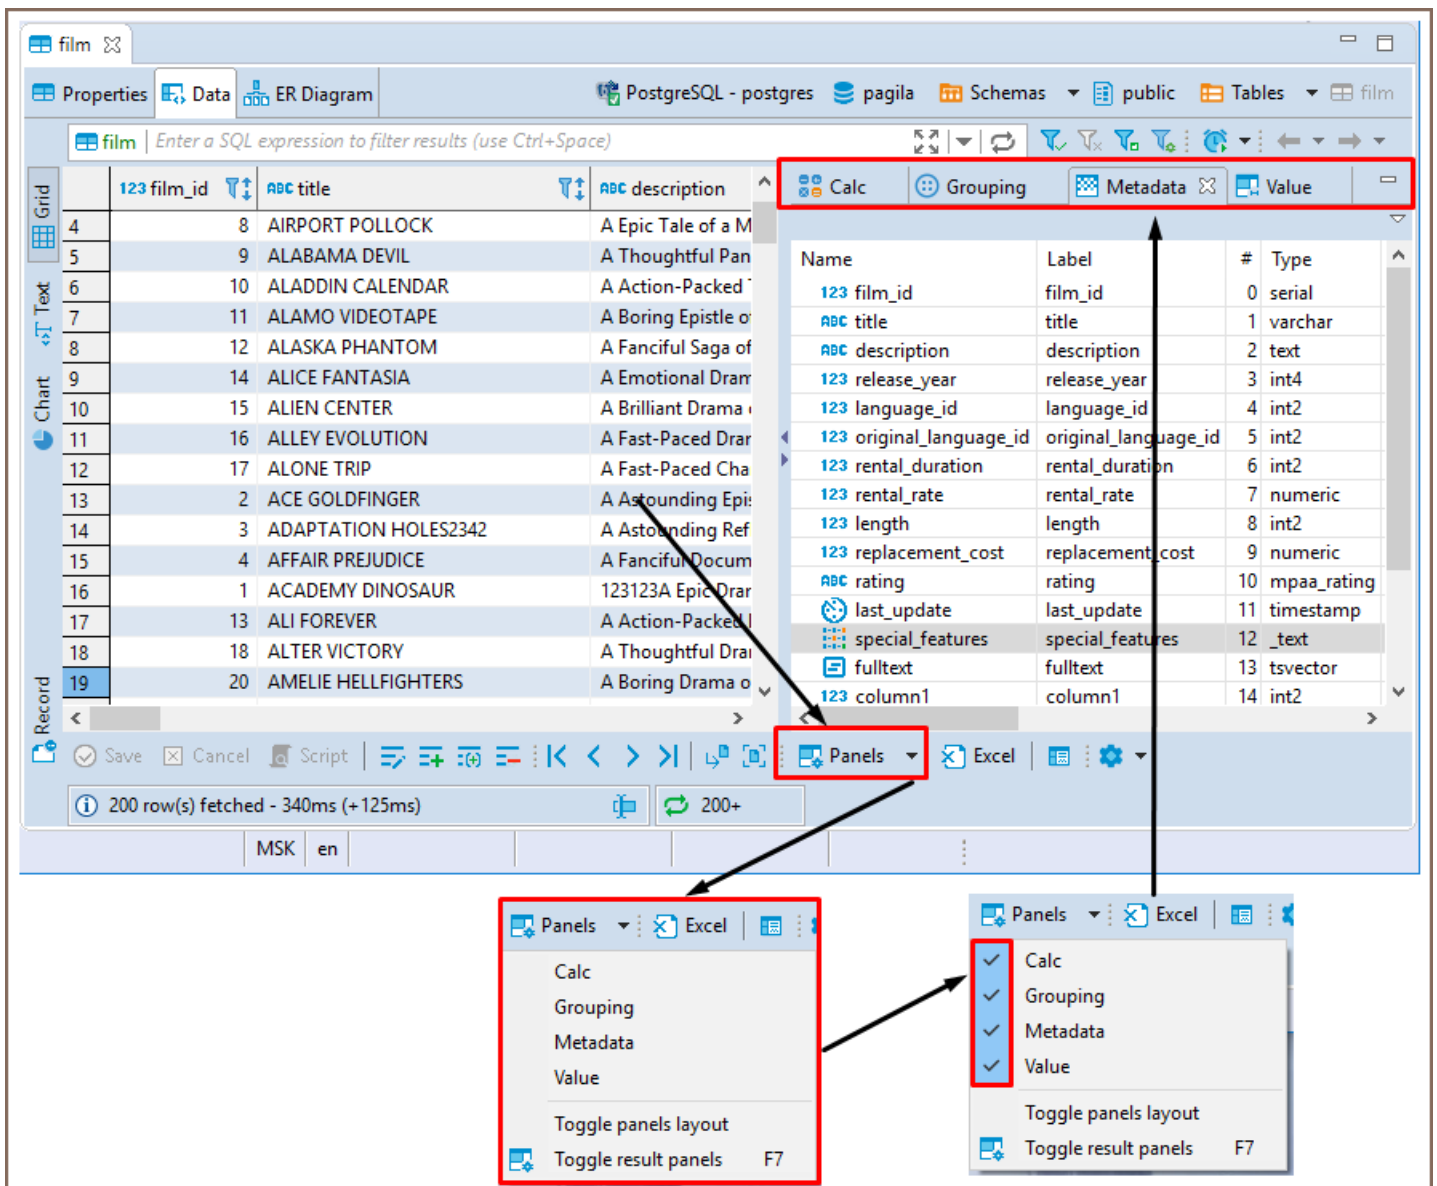 film
Properties Data ER Diagram PostgreSQL - postgres pagila Schemas public Tables film
film Enter a SQL expression to filter results (use Ctrl+Space)
Grid
Text
Chart
Record
123 film_id ABC title ABC description
4 8 AIRPORT POLLOCK A Epic Tale of a M
5 9 ALABAMA DEVIL A Thoughtful Pan
6 10 ALADDIN CALENDAR A Action-Packed
7 11 ALAMO VIDEOTAPE A Boring Epistle of
8 12 ALASKA PHANTOM A Fanciful Saga of
9 14 ALICE FANTASIA A Emotional Dram
10 15 ALIEN CENTER A Brilliant Drama
11 16 ALLEY EVOLUTION A Fast-Paced Drar
12 17 ALONE TRIP A Fast-Paced Cha
13 2 ACE GOLDFINGER A Astounding Epis
14 3 ADAPTATION HOLES2342 A Astounding Ref
15 4 AFFAIR PREJUDICE A Fanciful Docum
16 1 ACADEMY DINOSAUR 123123A Epic Drar
17 13 ALI FOREVER A Action-Packed
18 18 ALTER VICTORY A Thoughtful Drar
19 20 AMELIE HELLFIGHTERS A Boring Drama o
Calc Grouping Metadata Value
Name Label # Type
123 film_id film_id 0 serial
ABC title title 1 varchar
ABC description description 2 text
123 release_year release_year 3 int4
123 language_id language_id 4 int2
123 original_language_id original_language_id 5 int2
123 rental_duration rental_duration 6 int2
123 rental_rate rental_rate 7 numeric
123 length length 8 int2
123 replacement_cost replacement_cost 9 numeric
ABC rating rating 10 mpaa_rating
last_update last_update 11 timestamp
special_features special_features 12 _text
fulltext fulltext 13 tsvector
123 column1 column1 14 int2
Save Cancel Script Panels Excel
200 row(s) fetched - 340ms (+125ms) 200+
MSK en
Panels Excel
Calc
Grouping
Metadata
Value
Toggle panels layout
Toggle result panels F7
Panels Excel
Calc
Grouping
Metadata
Value
Toggle panels layout
Toggle result panels F7